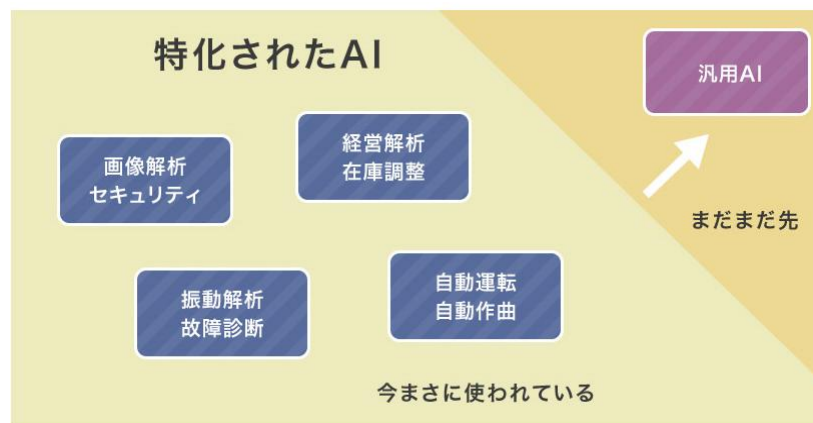 特化されたAI
汎用AI
経営解析
在庫調整
画像解析
セキュリティ
まだまだ先
自動運転
自動作曲
振動解析
故障診断
今まさに使われている